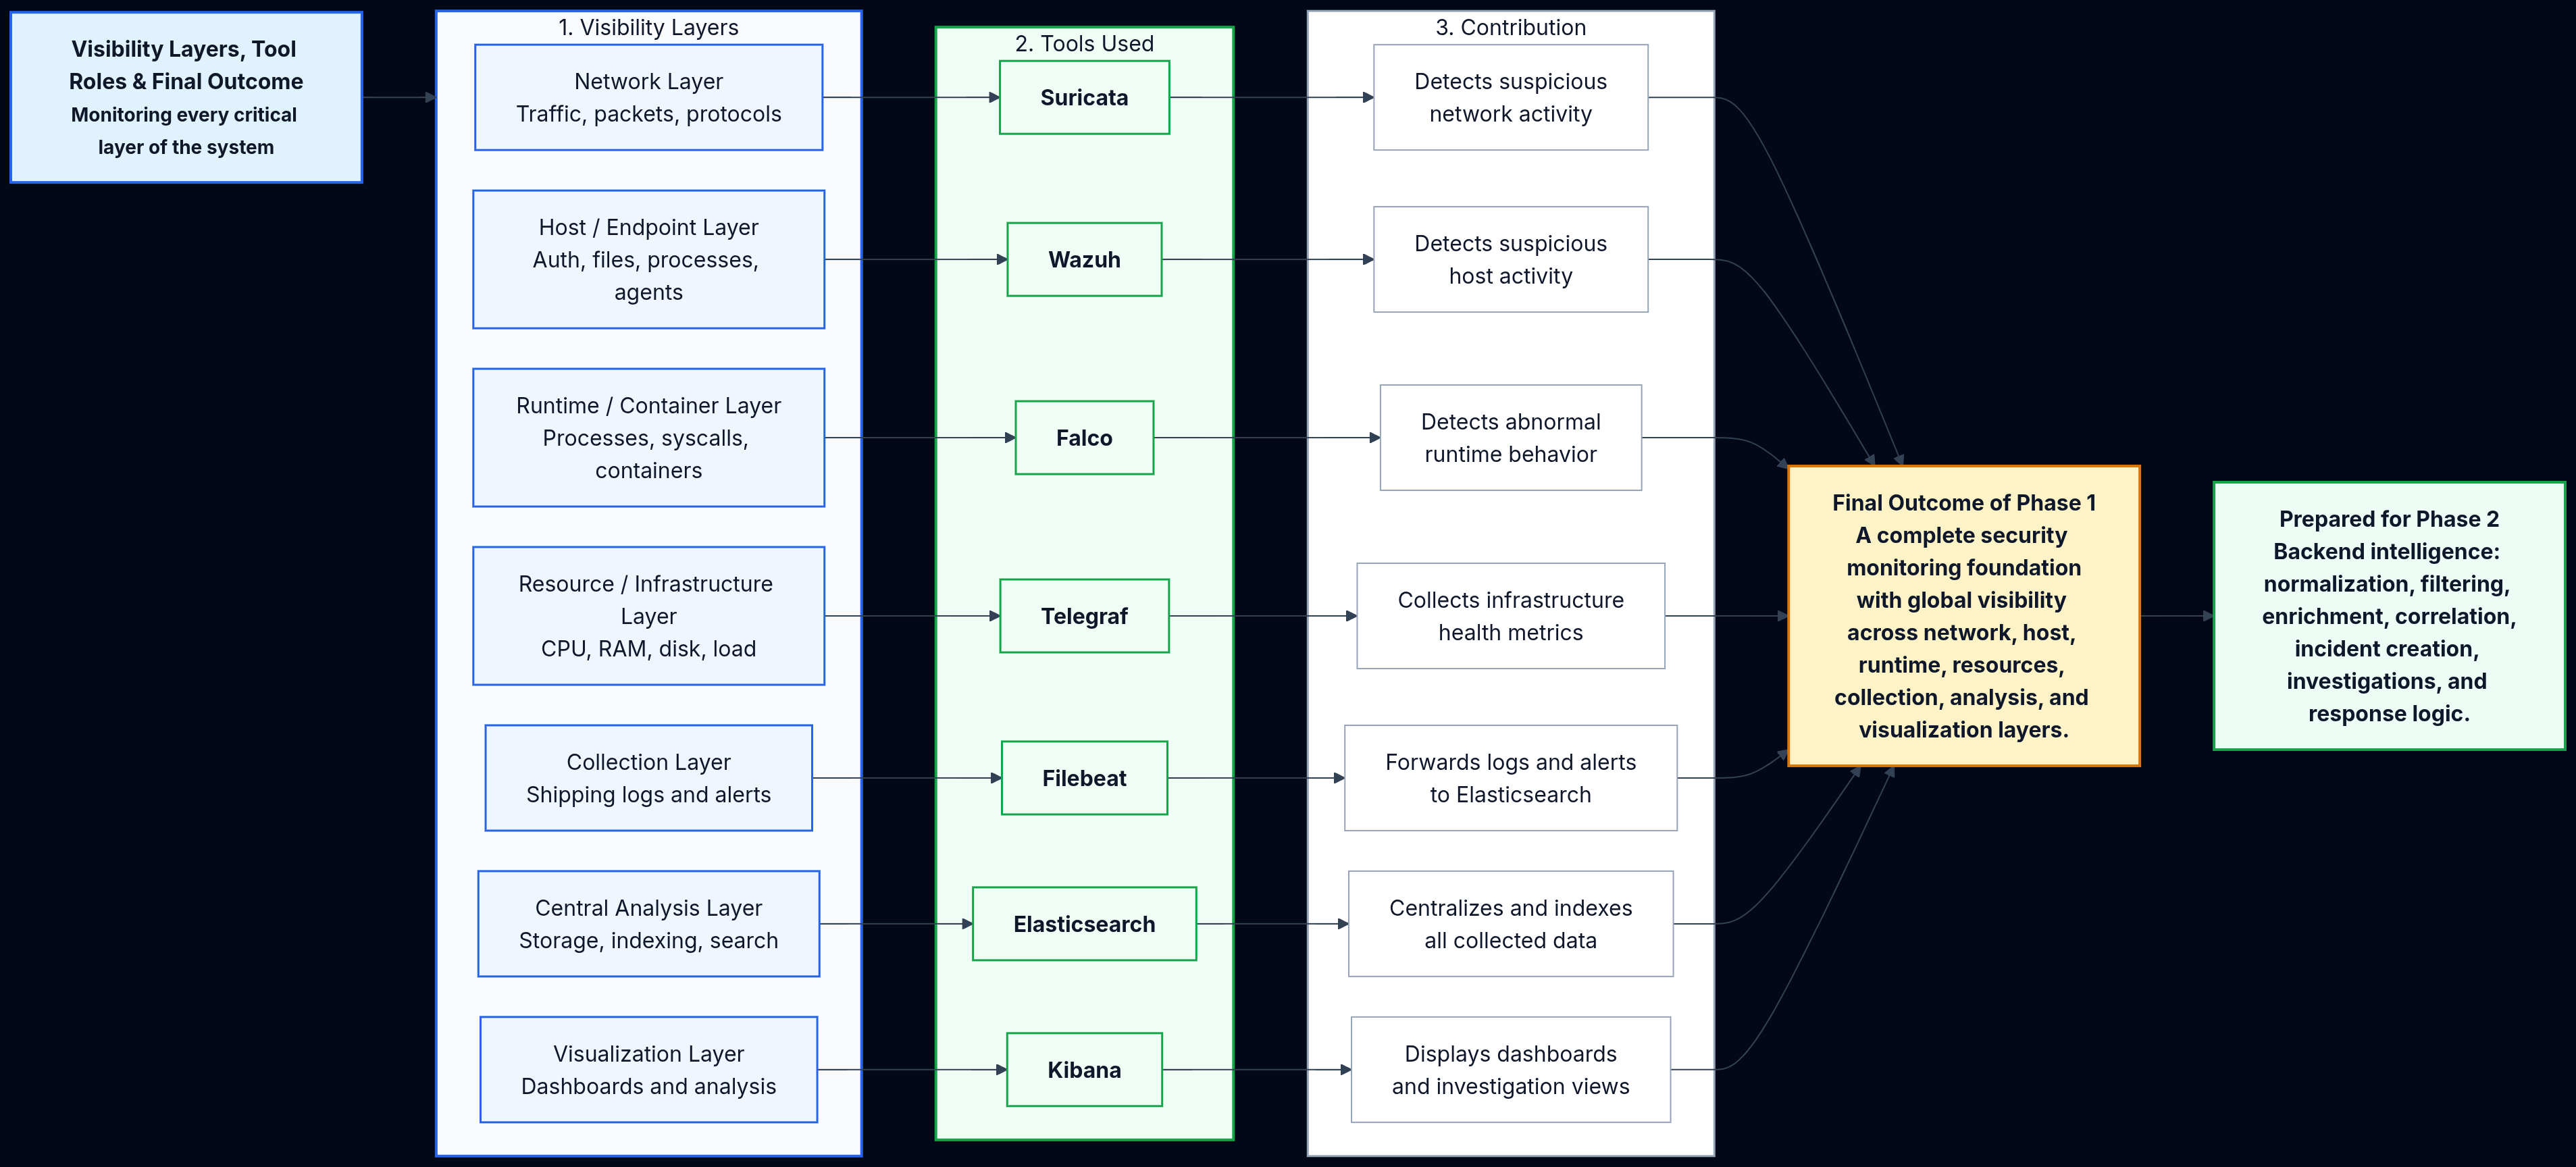 Visibility Layers, Tool
Roles & Final Outcome
Monitoring every critical
layer of the system
1. Visibility Layers
Network Layer
Traffic, packets, protocols
Host / Endpoint Layer
Auth, files, processes,
agents
Runtime / Container Layer
Processes, syscalls,
containers
Resource / Infrastructure
Layer
CPU, RAM, disk, load
Collection Layer
Shipping logs and alerts
Central Analysis Layer
Storage, indexing, search
Visualization Layer
Dashboards and analysis
2. Tools Used
Suricata
Wazuh
Falco
Telegraf
Filebeat
Elasticsearch
Kibana
3. Contribution
Detects suspicious
network activity
Detects suspicious
host activity
Detects abnormal
runtime behavior
Collects infrastructure
health metrics
Forwards logs and alerts
to Elasticsearch
Centralizes and indexes
all collected data
Displays dashboards
and investigation views
Final Outcome of Phase 1
A complete security
monitoring foundation
with global visibility
across network, host,
runtime, resources,
collection, analysis, and
visualization layers.
Prepared for Phase 2
Backend intelligence:
normalization, filtering,
enrichment, correlation,
incident creation,
investigations, and
response logic.